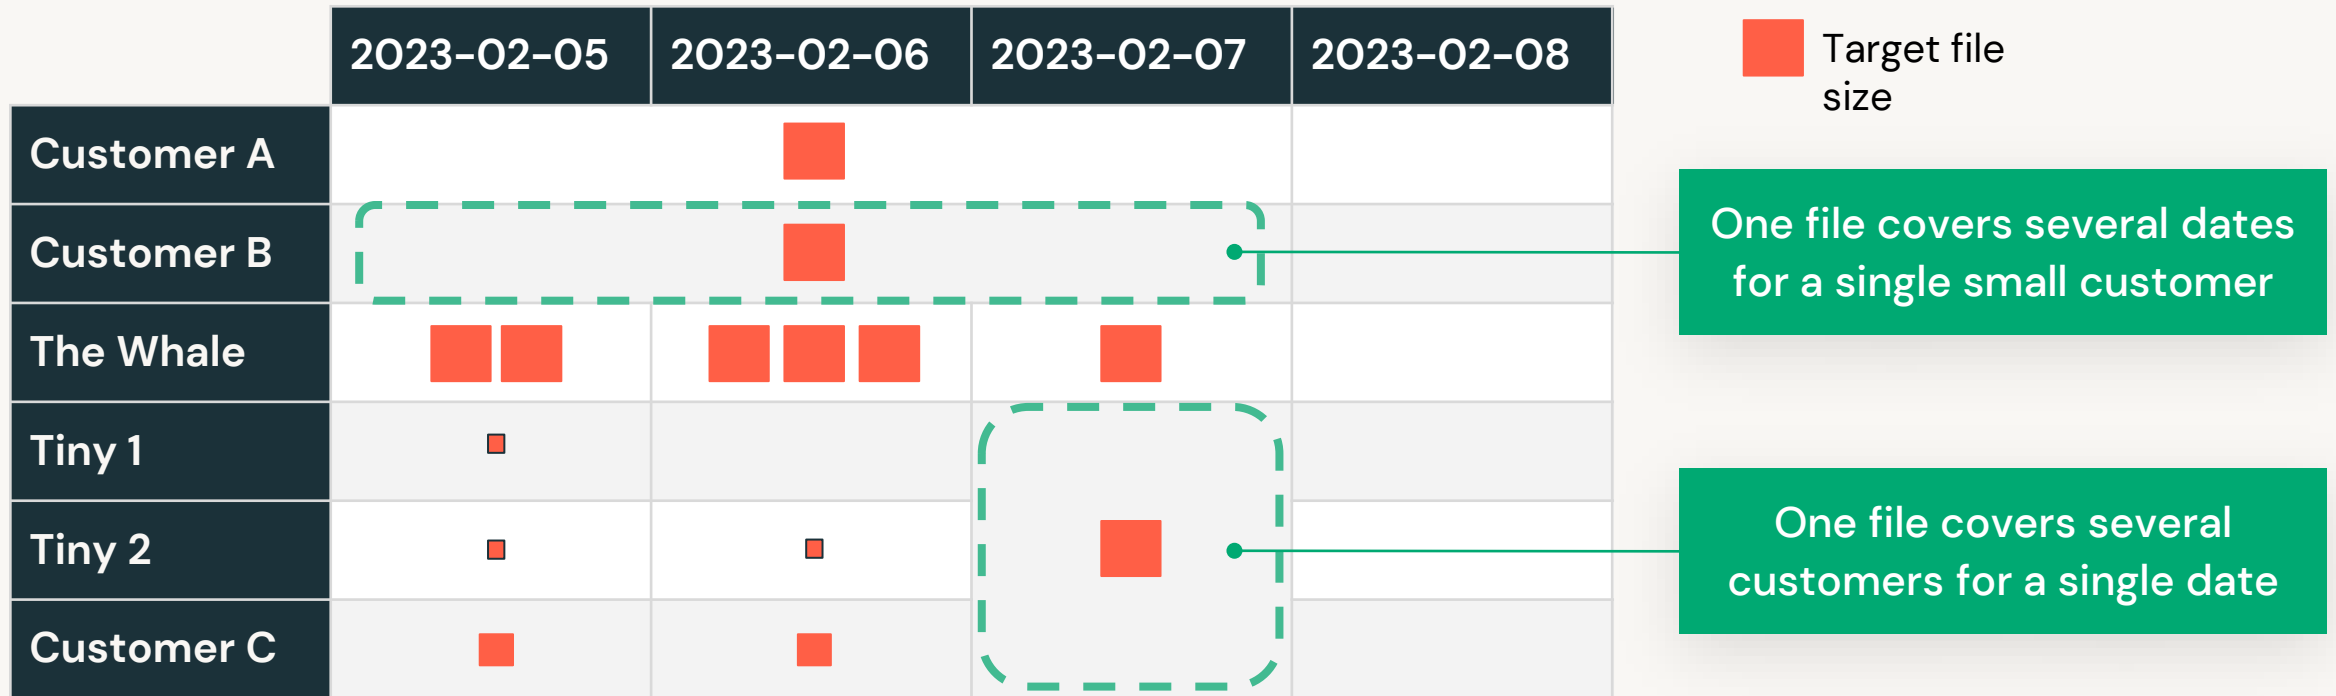 2023-02-05 2023-02-06 2023-02-07 2023-02-08
Target file
size
Customer A
Customer B
One file covers several dates
for a single small customer
The Whale
Tiny 1
Tiny 2
One file covers several
customers for a single date
Customer C